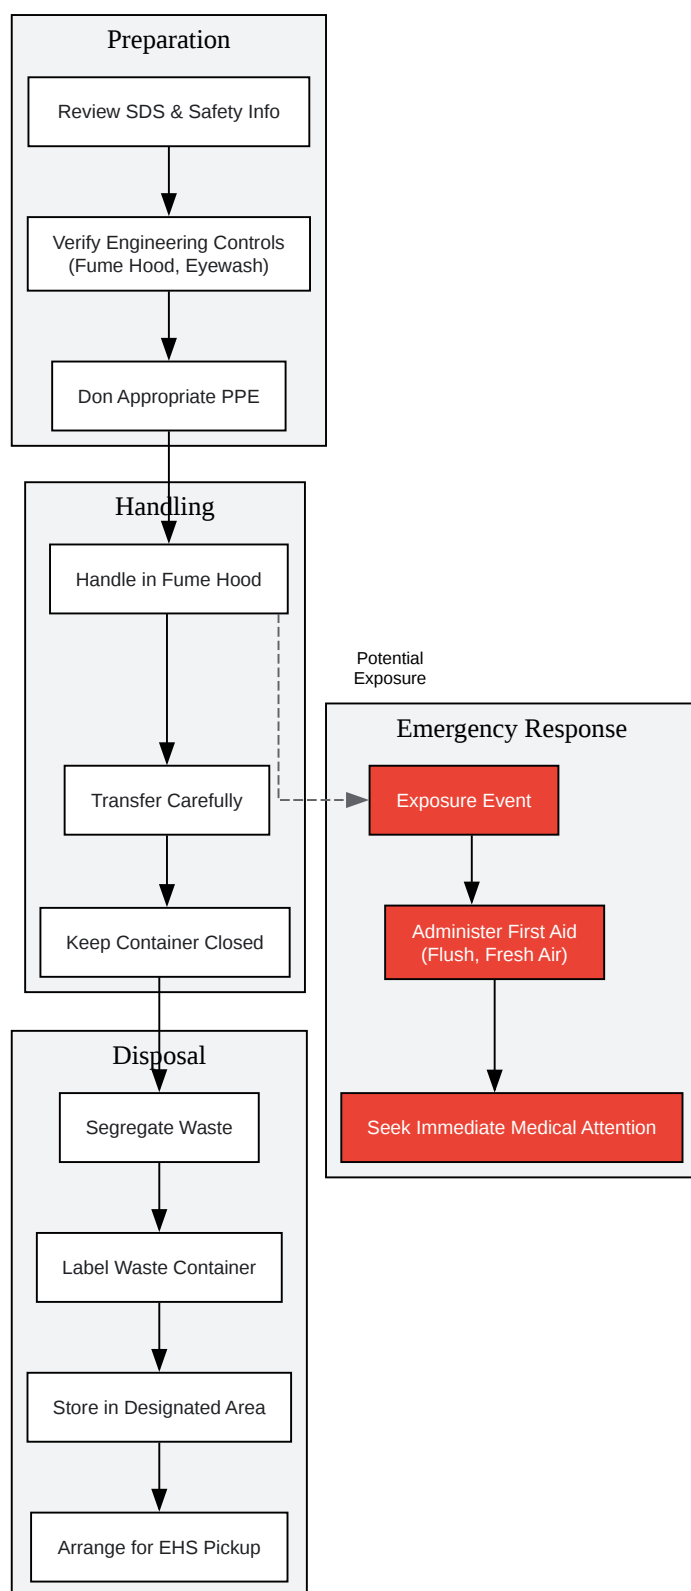 Preparation
Review SDS & Safety Info
Verify Engineering Controls
(Fume Hood, Eyewash)
Don Appropriate PPE
Handling
Handle in Fume Hood
Potential
Exposure
Emergency Response
Transfer Carefully
Exposure Event
Keep Container Closed
Administer First Aid
(Flush, Fresh Air)
Disposal
Segregate Waste
Seek Immediate Medical Attention
Label Waste Container
Store in Designated Area
Arrange for EHS Pickup